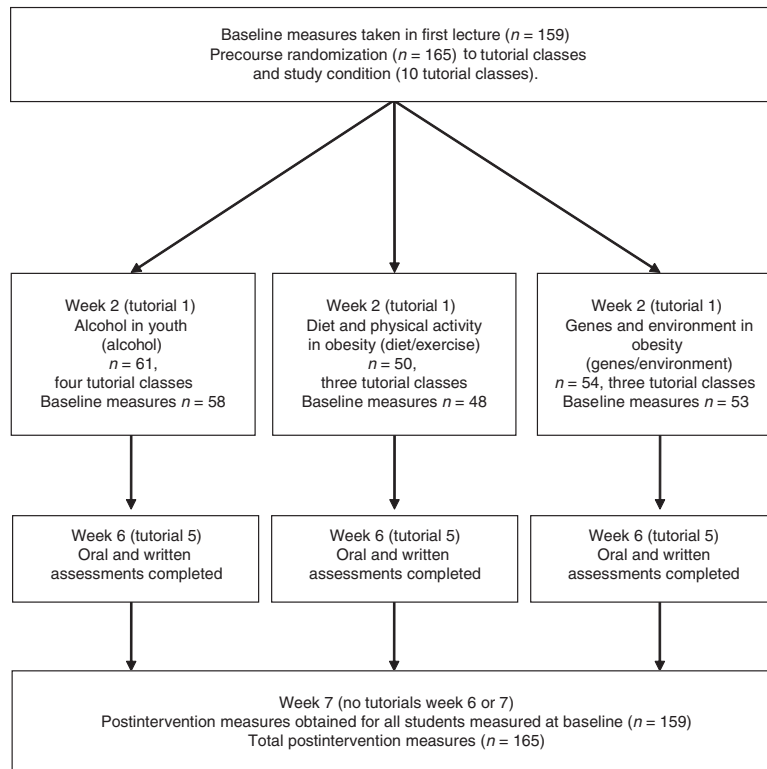 Baseline measures taken in first lecture (n = 159)
Precourse randomization (n = 165) to tutorial classes
and study condition (10 tutorial classes).
Week 2 (tutorial 1)
Alcohol in youth
(alcohol)
n = 61,
four tutorial classes
Baseline measures n = 58
Week 2 (tutorial 1)
Diet and physical activity
in obesity (diet/exercise)
n = 50,
three tutorial classes
Baseline measures n = 48
Week 2 (tutorial 1)
Genes and environment in
obesity
(genes/environment)
n = 54, three tutorial classes
Baseline measures n = 53
Week 6 (tutorial 5)
Oral and written
assessments completed
Week 6 (tutorial 5)
Oral and written
assessments completed
Week 6 (tutorial 5)
Oral and written
assessments completed
Week 7 (no tutorials week 6 or 7)
Postintervention measures obtained for all students measured at baseline (n = 159)
Total postintervention measures (n = 165)